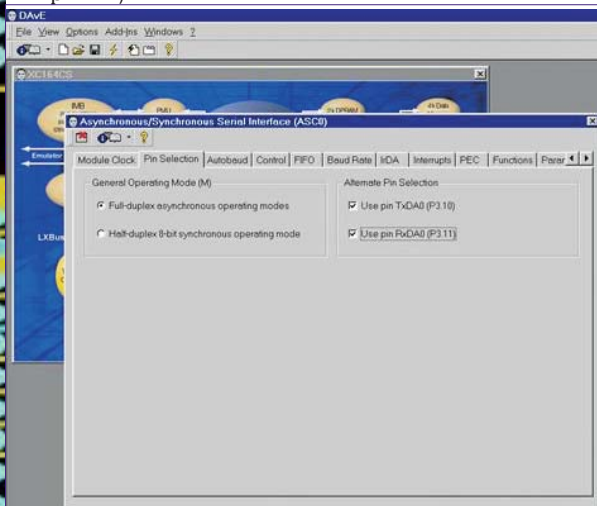 DAvE
File View Options Add-Ins Windows ?
XC164CS
IMB
PMU
Emulator
LXBus
Asynchronous/Synchronous Serial Interface (ASC0)
Module Clock Pin Selection Autobaud Control FIFO Baud Rate IrDA Interrupts PEC Functions Param
General Operating Mode (M)
Full-duplex asynchronous operating modes
Half-duplex 8-bit synchronous operating mode
Alternate Pin Selection
Use pin TxDA0 (P3.10)
Use pin RxDA0 (P3.11)